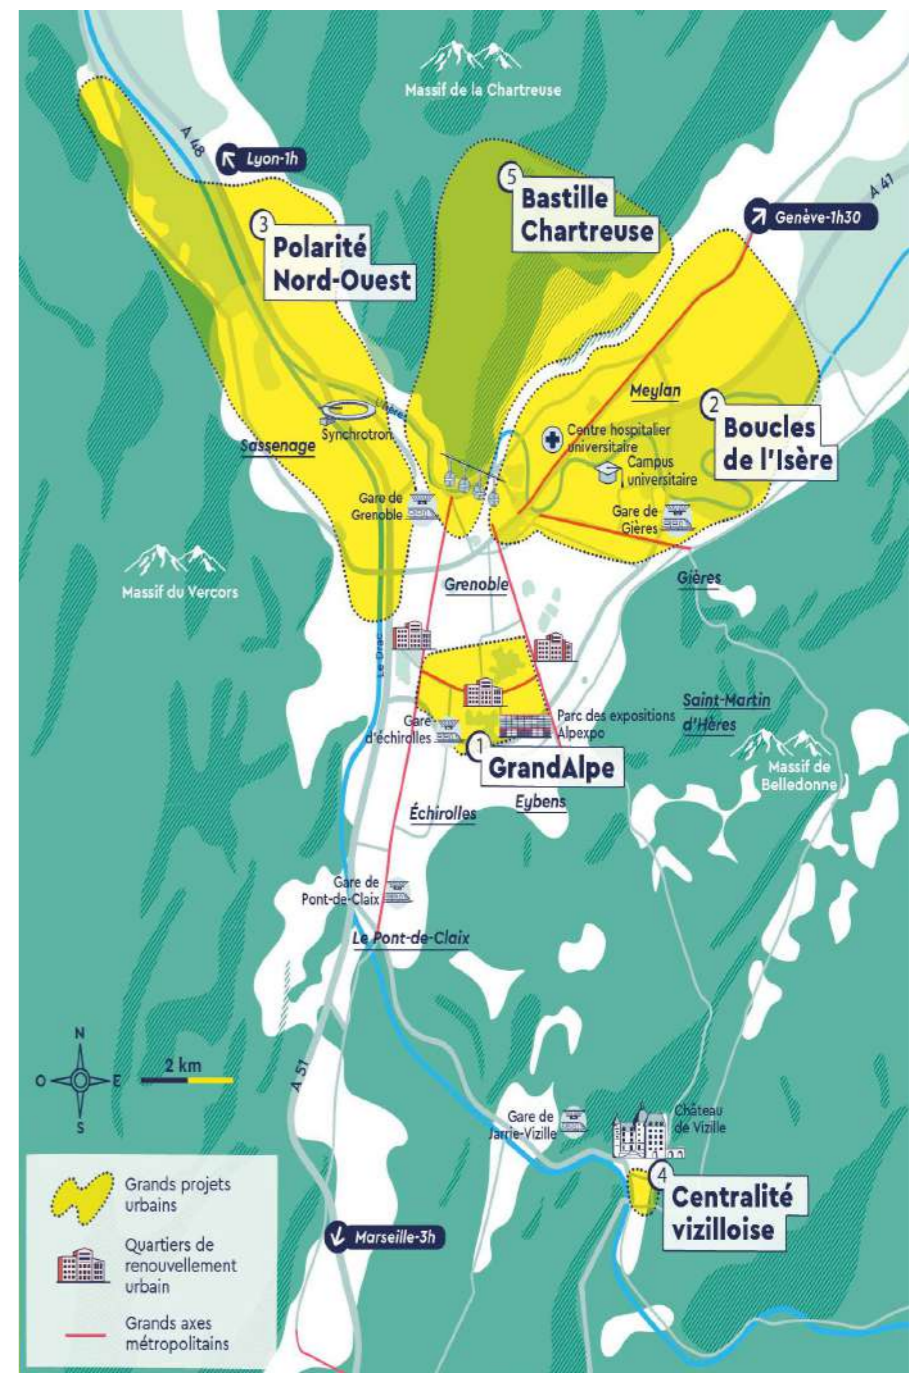 Massif de la Chartreuse
A 48
Lyon-1h
5
Bastille
Chartreuse
A 41
Genève-1h30
3
Polarité
Nord-Ouest
Meylan
2
Boucles
de l'Isère
L'Isère
Synchrotron
Sassenage
Centre hospitalier
universitaire
Campus
universitaire
Gare de
Grenoble
Gare de
Gières
Massif du Vercors
Grenoble
Gières
Le Drac
Saint-Martin
d'Hères
Gare
d'échirolles
Parc des expositions
Alpexpo
1
GrandAlpe
Massif de
Belledonne
Échirolles
Eybens
Gare de
Pont-de-Claix
Le Pont-de-Claix
N
O
E
S
2 km
A 51
Gare de
Jarrie-Vizille
Château
de Vizille
4
Centralité
vizilloise
Marseille-3h
Grands projets
urbains
Quartiers de
renouvellement
urbain
Grands axes
métropolitains